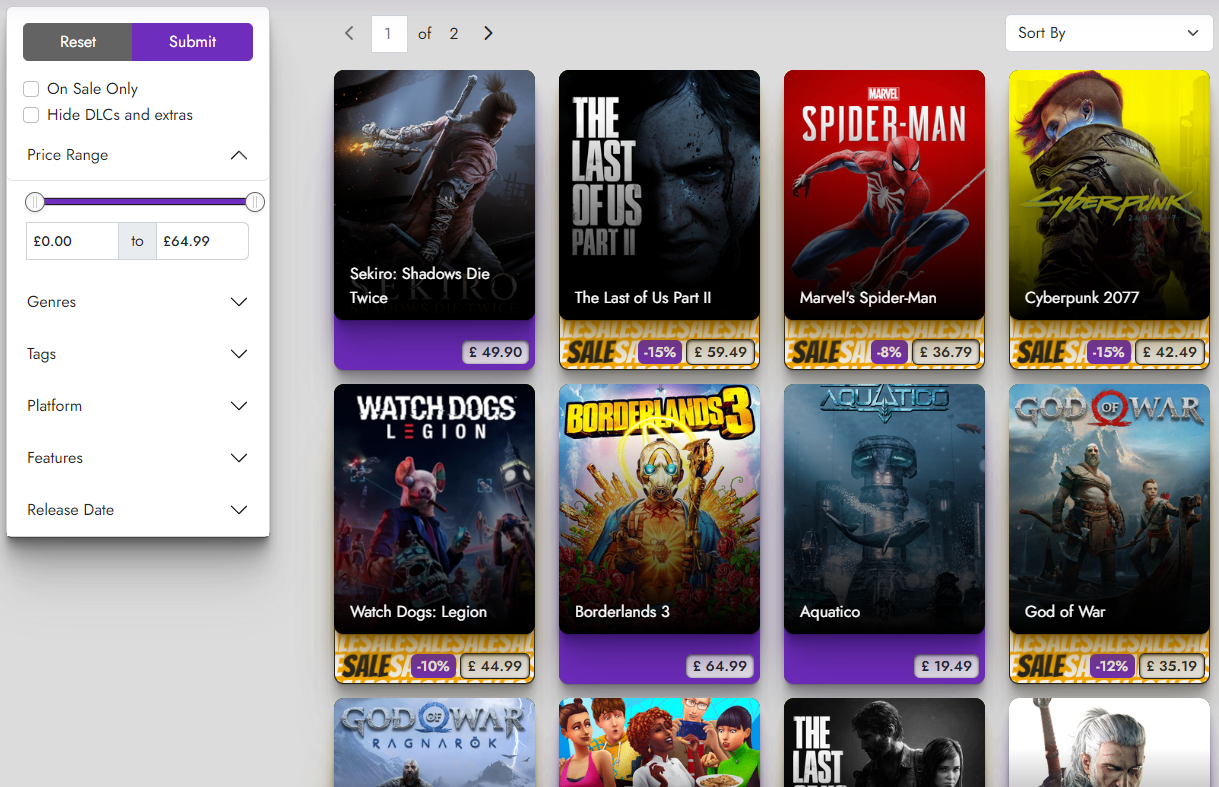 Reset
Submit
On Sale Only
Hide DLCs and extras
Price Range
£0.00
to
£64.99
Genres
Tags
Platform
Features
Release Date
1
of
2
Sort By
SEKIRO
SHADOWS DIE TWICE
Sekiro: Shadows Die
Twice
£ 49.90
THE
LAST
OF US
PART II
The Last of Us Part II
SALE
-15%
£ 59.49
MARVEL
SPIDER-MAN
Marvel's Spider-Man
SALE
-8%
£ 36.79
Cyberpunk
2077
Cyberpunk 2077
SALE
-15%
£ 42.49
WATCH DOGS
LEGION
Watch Dogs: Legion
SALE
-10%
£ 44.99
BORDERLANDS 3
Borderlands 3
£ 64.99
AQUATICO
Aquatico
£ 19.49
GOD OF WAR
God of War
SALE
-12%
£ 35.19
GOD OF WAR
RAGNARÖK
THE
LAST